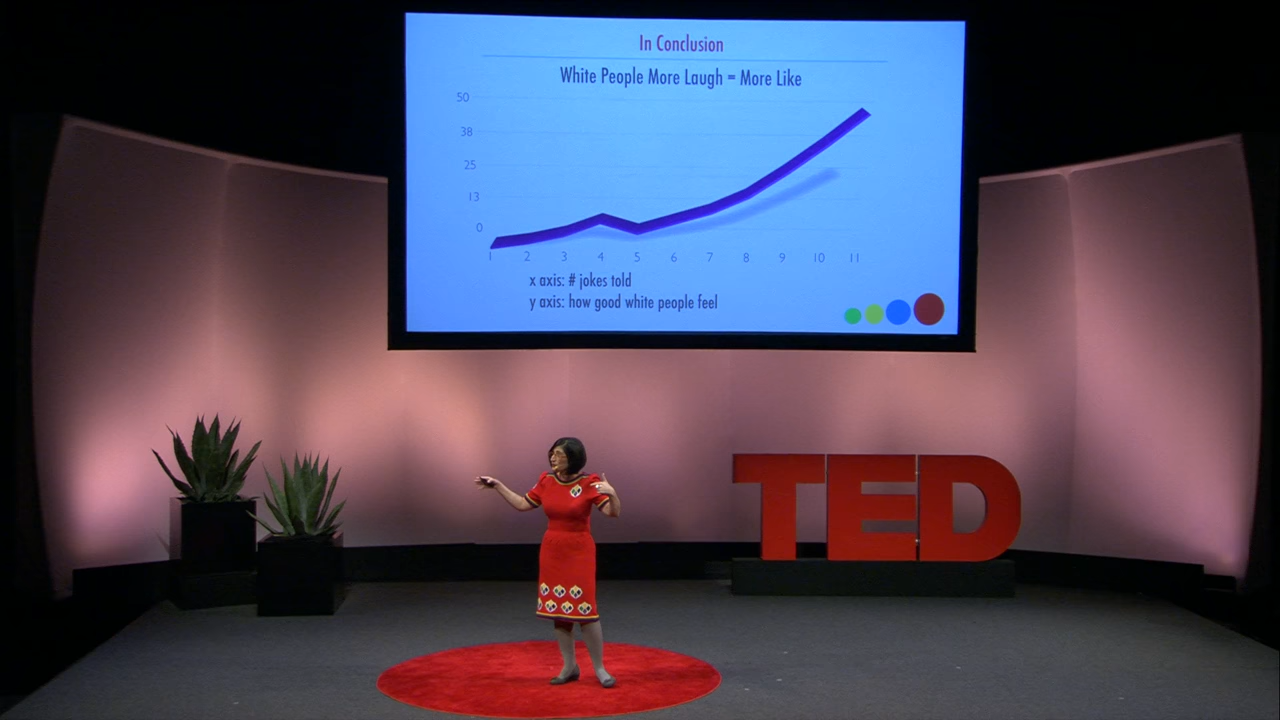 In Conclusion
White People More Laugh = More Like
50
38
25
13
0
1 2 3 4 5 6 7 8 9 10 11
x axis: # jokes told
y axis: how good white people feel
TED